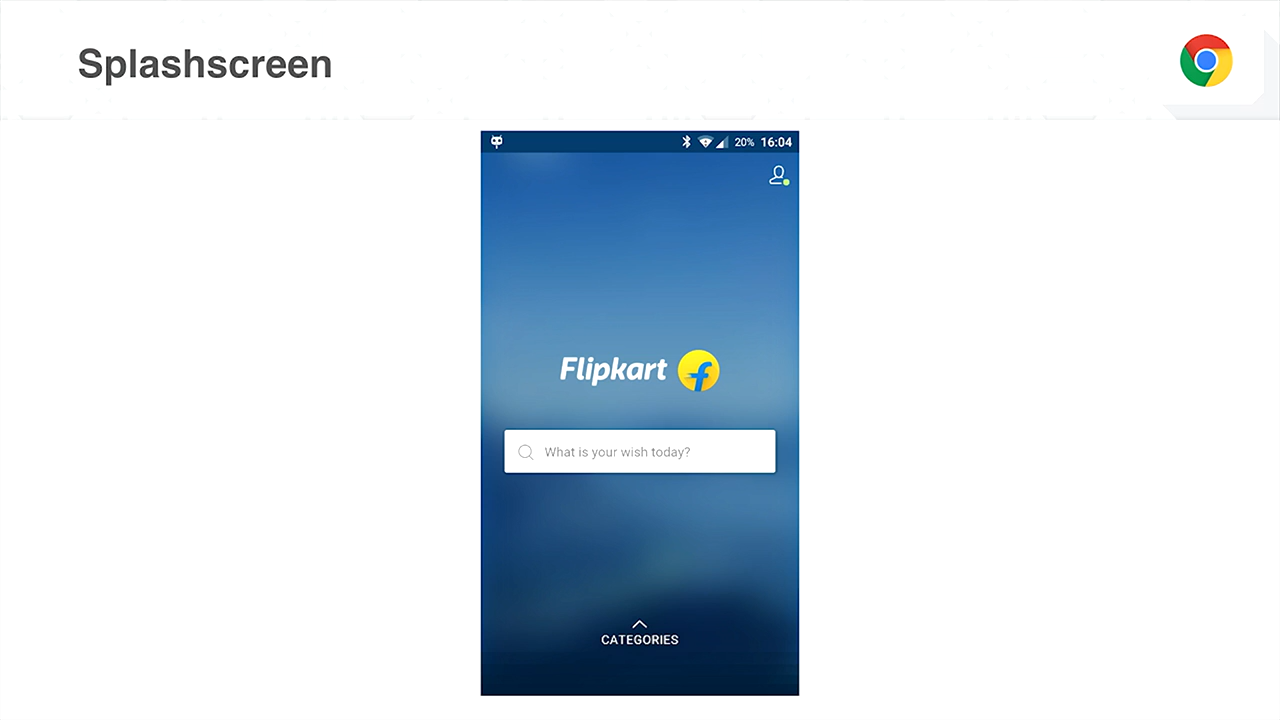 Splashscreen
20% 16:04
Flipkart f
What is your wish today?
CATEGORIES